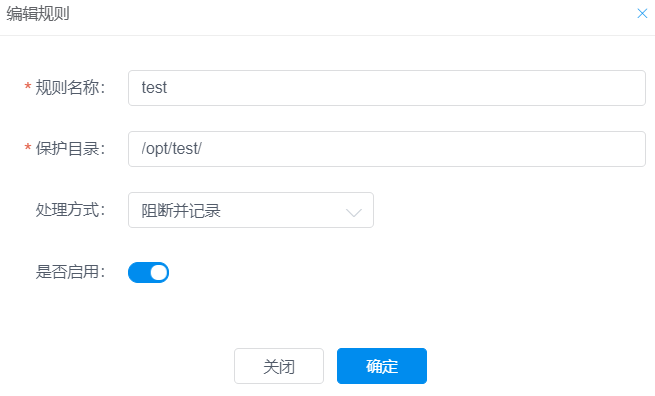 编辑规则
* 规则名称： test
* 保护目录： /opt/test/
处理方式： 阻断并记录
是否启用：
关闭 确定